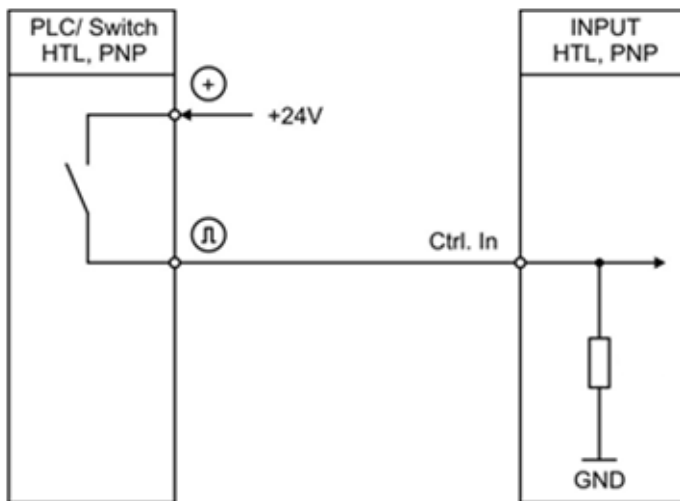 PLC/ Switch
HTL, PNP
INPUT
HTL, PNP
+
+24V
Ctrl. In
GND